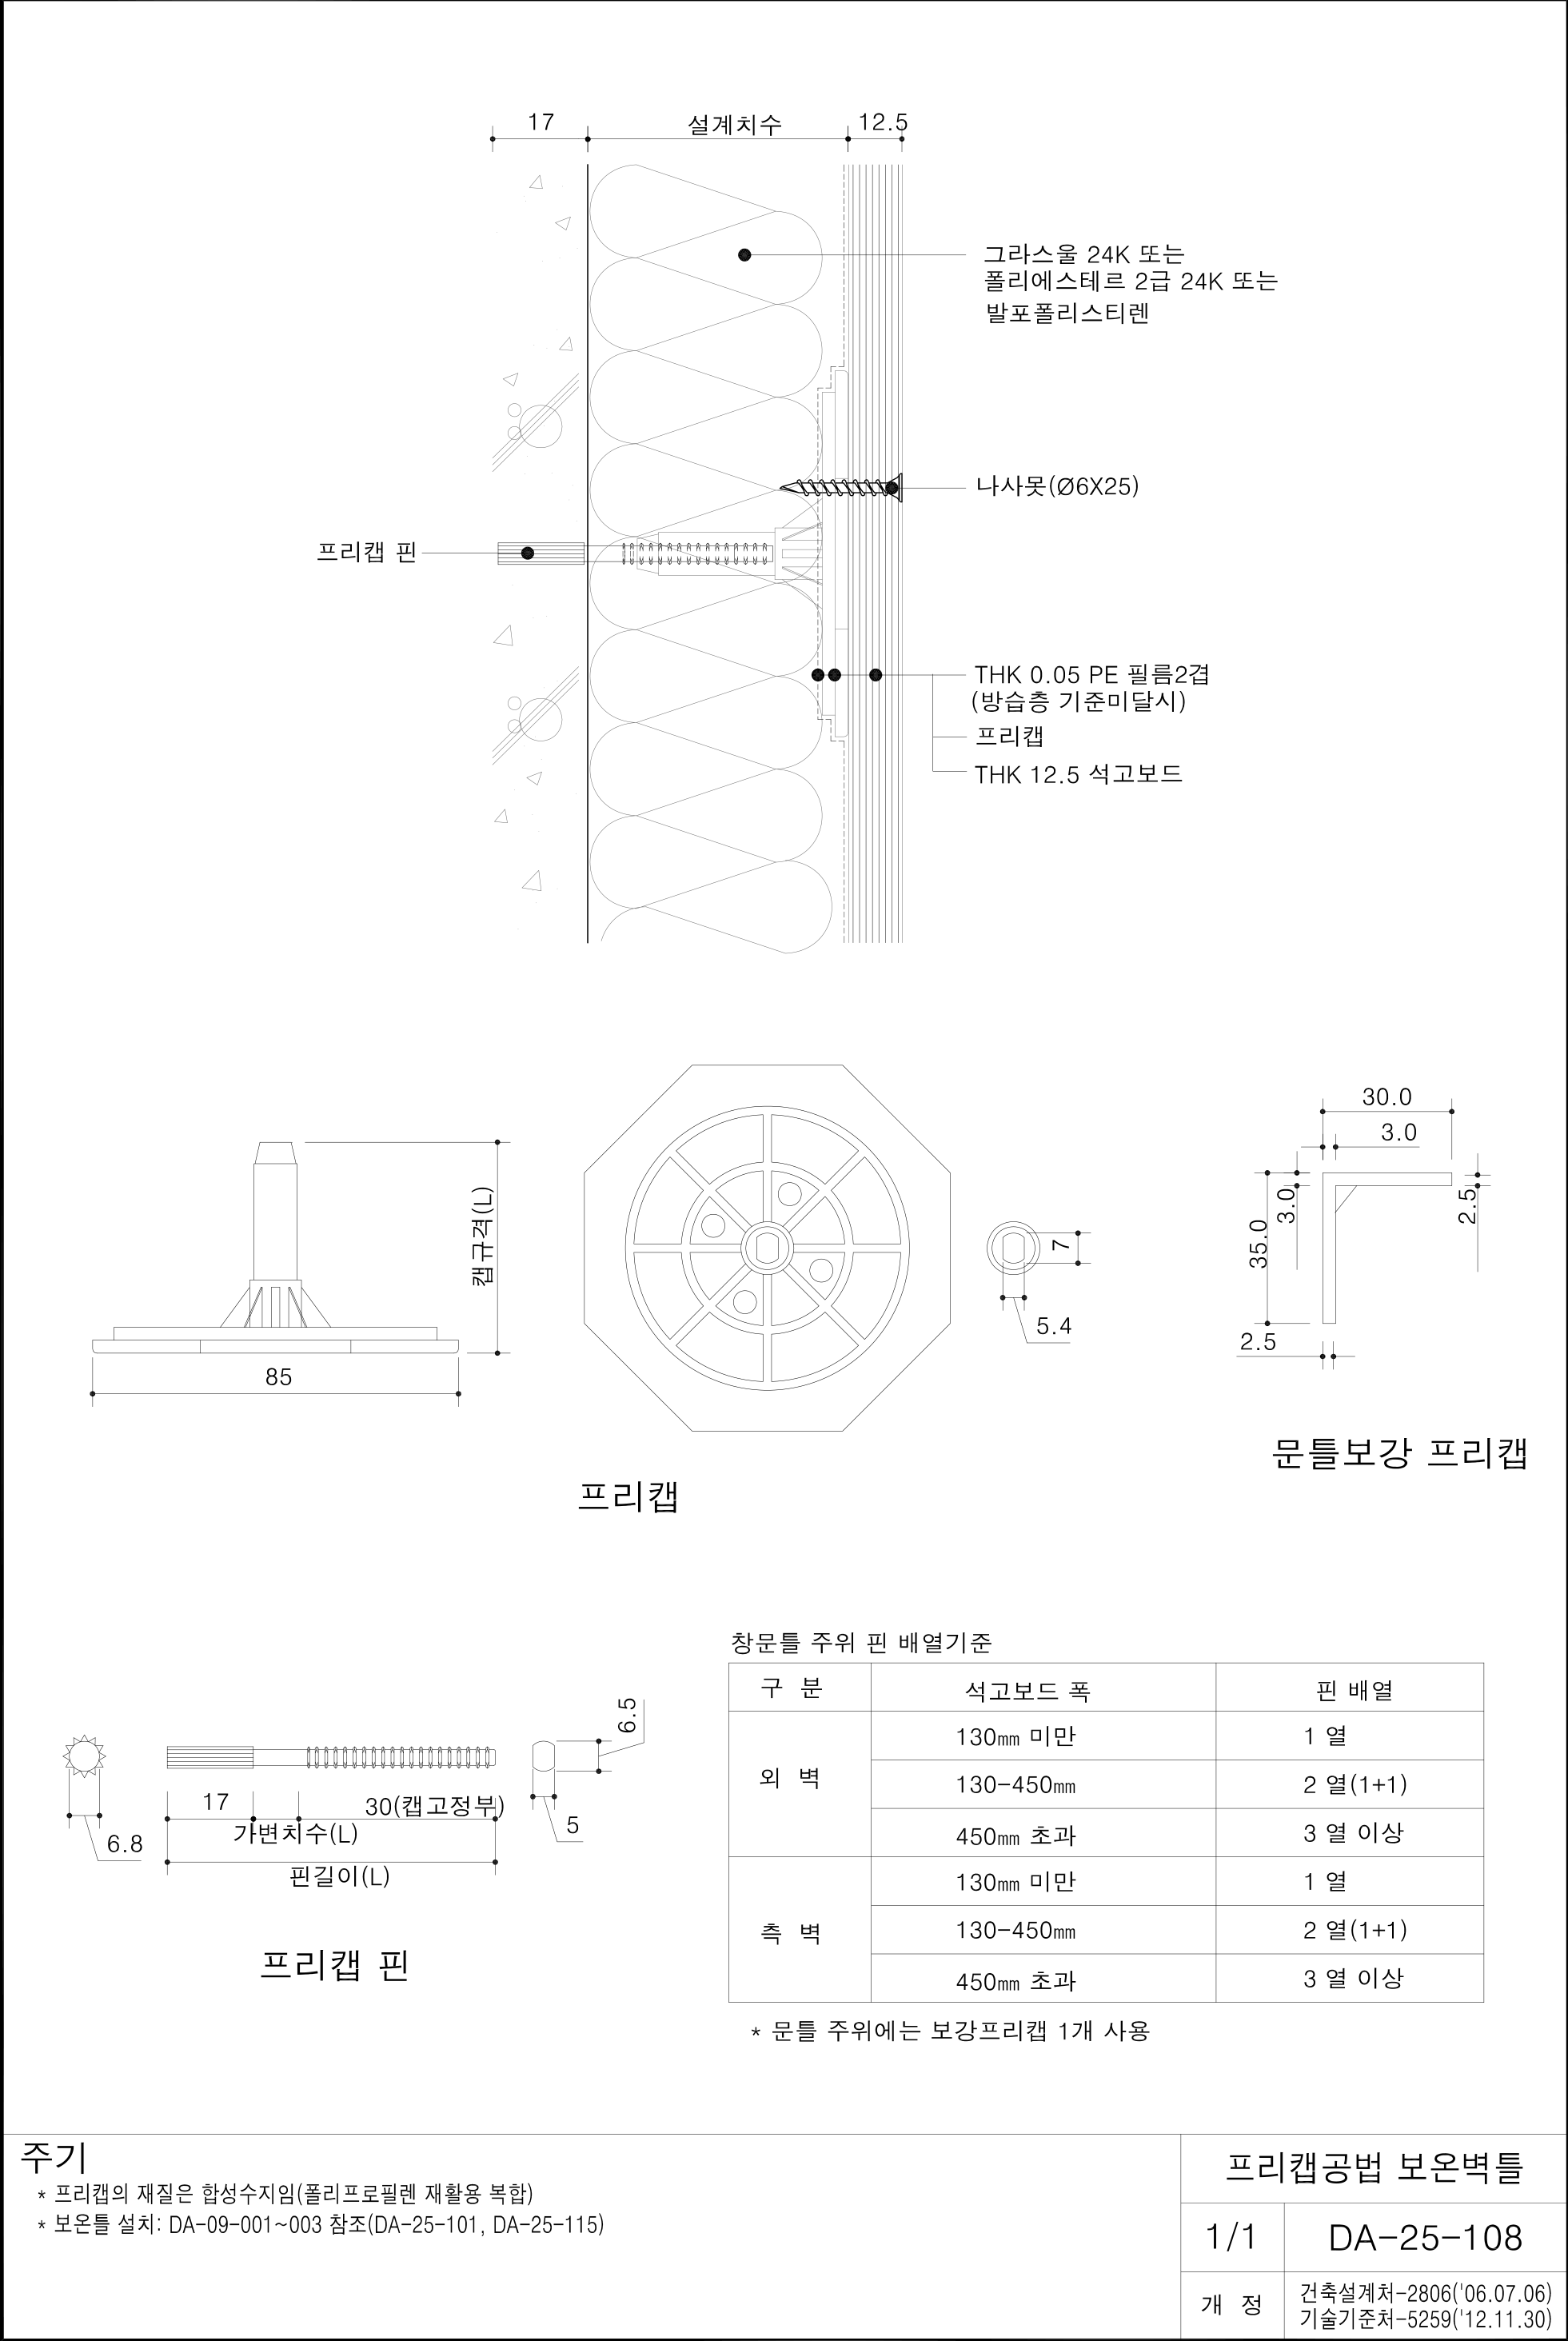 17
설계치수
12.5
그라스울 24K 또는
폴리에스테르 2급 24K 또는
발포폴리스티렌
나사못(Ø6X25)
프리캡 핀
THK 0.05 PE 필름2겹
(방습층 기준미달시)
프리캡
THK 12.5 석고보드
캡규격(L)
85
7
5.4
프리캡
30.0
3.0
35.0
3.0
2.5
2.5
문틀보강 프리캡
6.8
17
30(캡고정부)
가변치수(L)
핀길이(L)
6.5
5
프리캡 핀
창문틀 주위 핀 배열기준
구 분 석고보드 폭 핀 배열
외 벽
130㎜ 미만 1 열
130-450㎜ 2 열(1+1)
450㎜ 초과 3 열 이상
측 벽
130㎜ 미만 1 열
130-450㎜ 2 열(1+1)
450㎜ 초과 3 열 이상
* 문틀 주위에는 보강프리캡 1개 사용
주기
* 프리캡의 재질은 합성수지임(폴리프로필렌 재활용 복합)
* 보온틀 설치: DA-09-001~003 참조(DA-25-101, DA-25-115)
프리캡공법 보온벽틀
1/1 DA-25-108
개 정
건축설계처-2806('06.07.06)
기술기준처-5259('12.11.30)